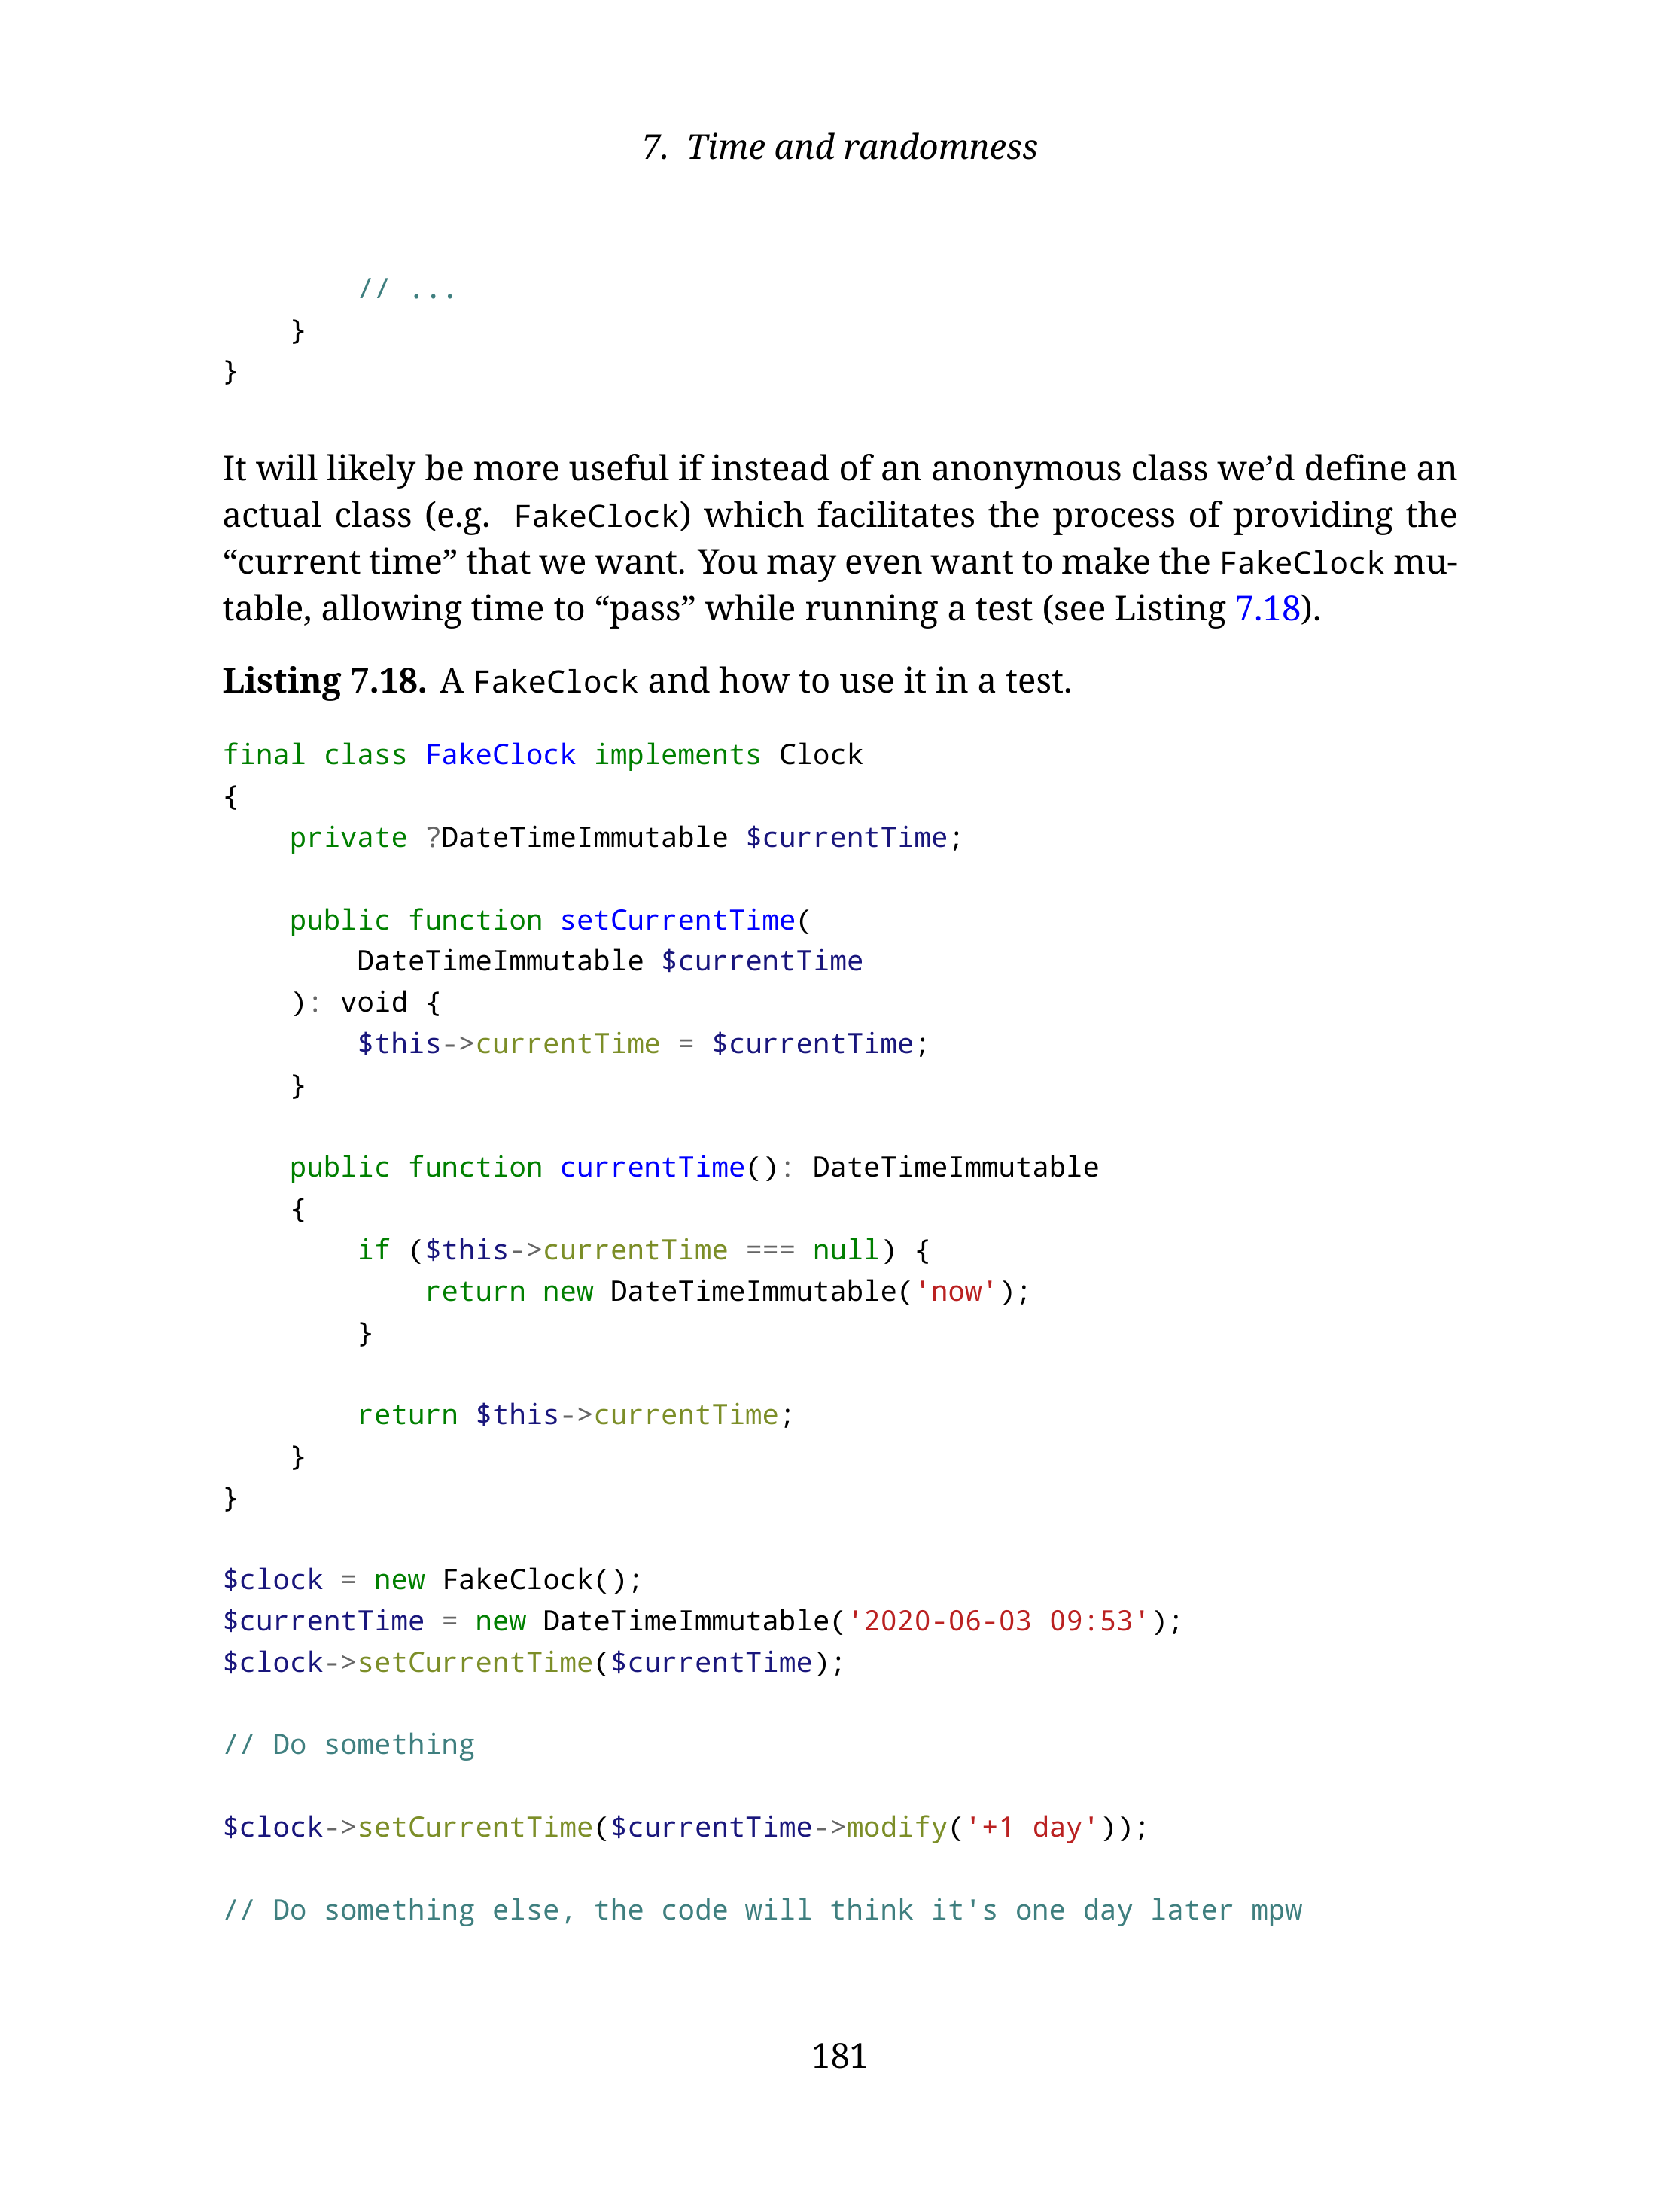 7. Time and randomness
// ...
}
}
It will likely be more useful if instead of an anonymous class we’d define an
actual class (e.g. FakeClock) which facilitates the process of providing the
“current time” that we want. You may even want to make the FakeClock mu-
table, allowing time to “pass” while running a test (see Listing 7.18).
Listing 7.18. A FakeClock and how to use it in a test.
final class FakeClock implements Clock
{
    private ?DateTimeImmutable $currentTime;
    public function setCurrentTime(
        DateTimeImmutable $currentTime
    ): void {
        $this->currentTime = $currentTime;
    }
    public function currentTime(): DateTimeImmutable
    {
        if ($this->currentTime === null) {
            return new DateTimeImmutable('now');
        }
        return $this->currentTime;
    }
}
$clock = new FakeClock();
$currentTime = new DateTimeImmutable('2020-06-03 09:53');
$clock->setCurrentTime($currentTime);
// Do something
$clock->setCurrentTime($currentTime->modify('+1 day'));
// Do something else, the code will think it's one day later mpw
181